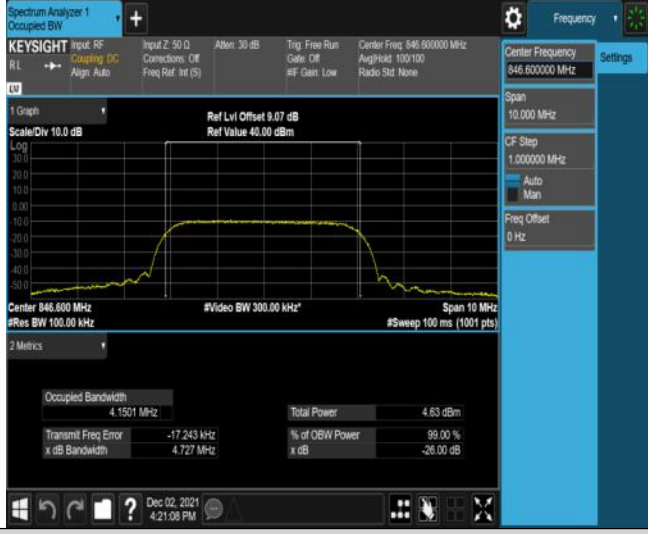 Spectrum Analyzer 1
Occupied BW
Frequency
KEYSIGHT
Input: RF
Coupling: DC
Align: Auto
Input Z: 50 Ω
Corrections: Off
Freq Ref: Int (S)
Atten: 30 dB
Trig: Free Run
Gate: Off
#IF Gain: Low
Center Freq: 846.600000 MHz
Avg|Hold: 100/100
Radio Std: None
R L
LV
Center Frequency
846.600000 MHz
Settings
Span
10.000 MHz
CF Step
1.000000 MHz
Auto
Man
Freq Offset
0 Hz
1 Graph
Scale/Div 10.0 dB
Ref Lvl Offset 9.07 dB
Ref Value 40.00 dBm
Log
30.0
20.0
10.0
0.00
-10.0
-20.0
-30.0
-40.0
-50.0
Center 846.600 MHz
#Video BW 300.00 kHz*
Span 10 MHz
#Res BW 100.00 kHz
#Sweep 100 ms (1001 pts)
2 Metrics
Occupied Bandwidth
4.1501 MHz
Total Power
4.63 dBm
Transmit Freq Error
-17.243 kHz
% of OBW Power
99.00 %
x dB Bandwidth
4.727 MHz
x dB
-26.00 dB
?
Dec 02, 2021
4:21:08 PM